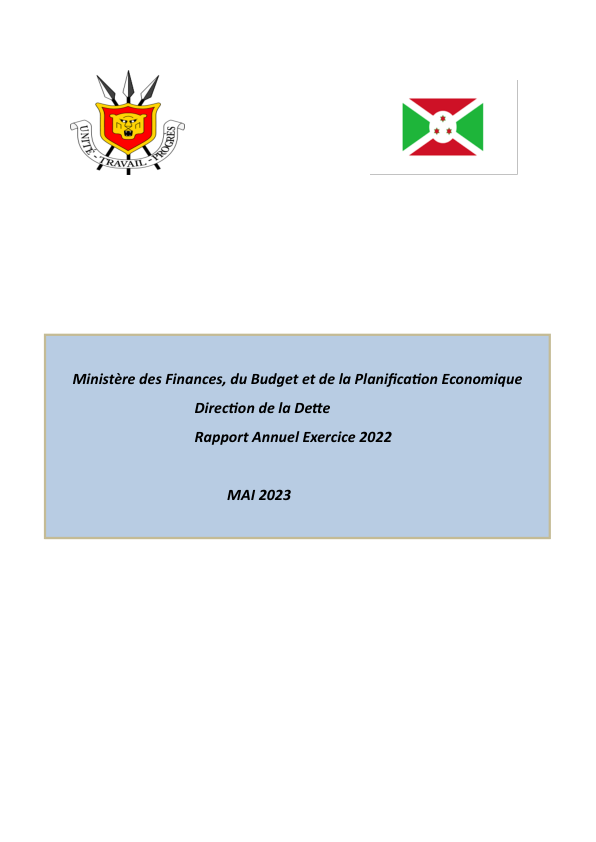 UNITE - TRAVAIL - PROGRES
Ministère des Finances, du Budget et de la Planification Economique
Direction de la Dette
Rapport Annuel Exercice 2022
MAI 2023